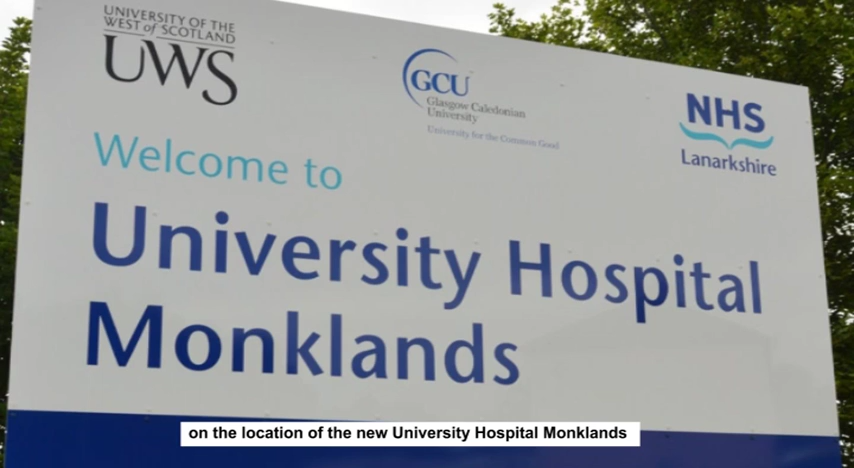 UNIVERSITY OF THE
WEST of SCOTLAND
UWS
GCU
Glasgow Caledonian
University
University for the Common Good
NHS
Lanarkshire
Welcome to
University Hospital
Monklands
on the location of the new University Hospital Monklands